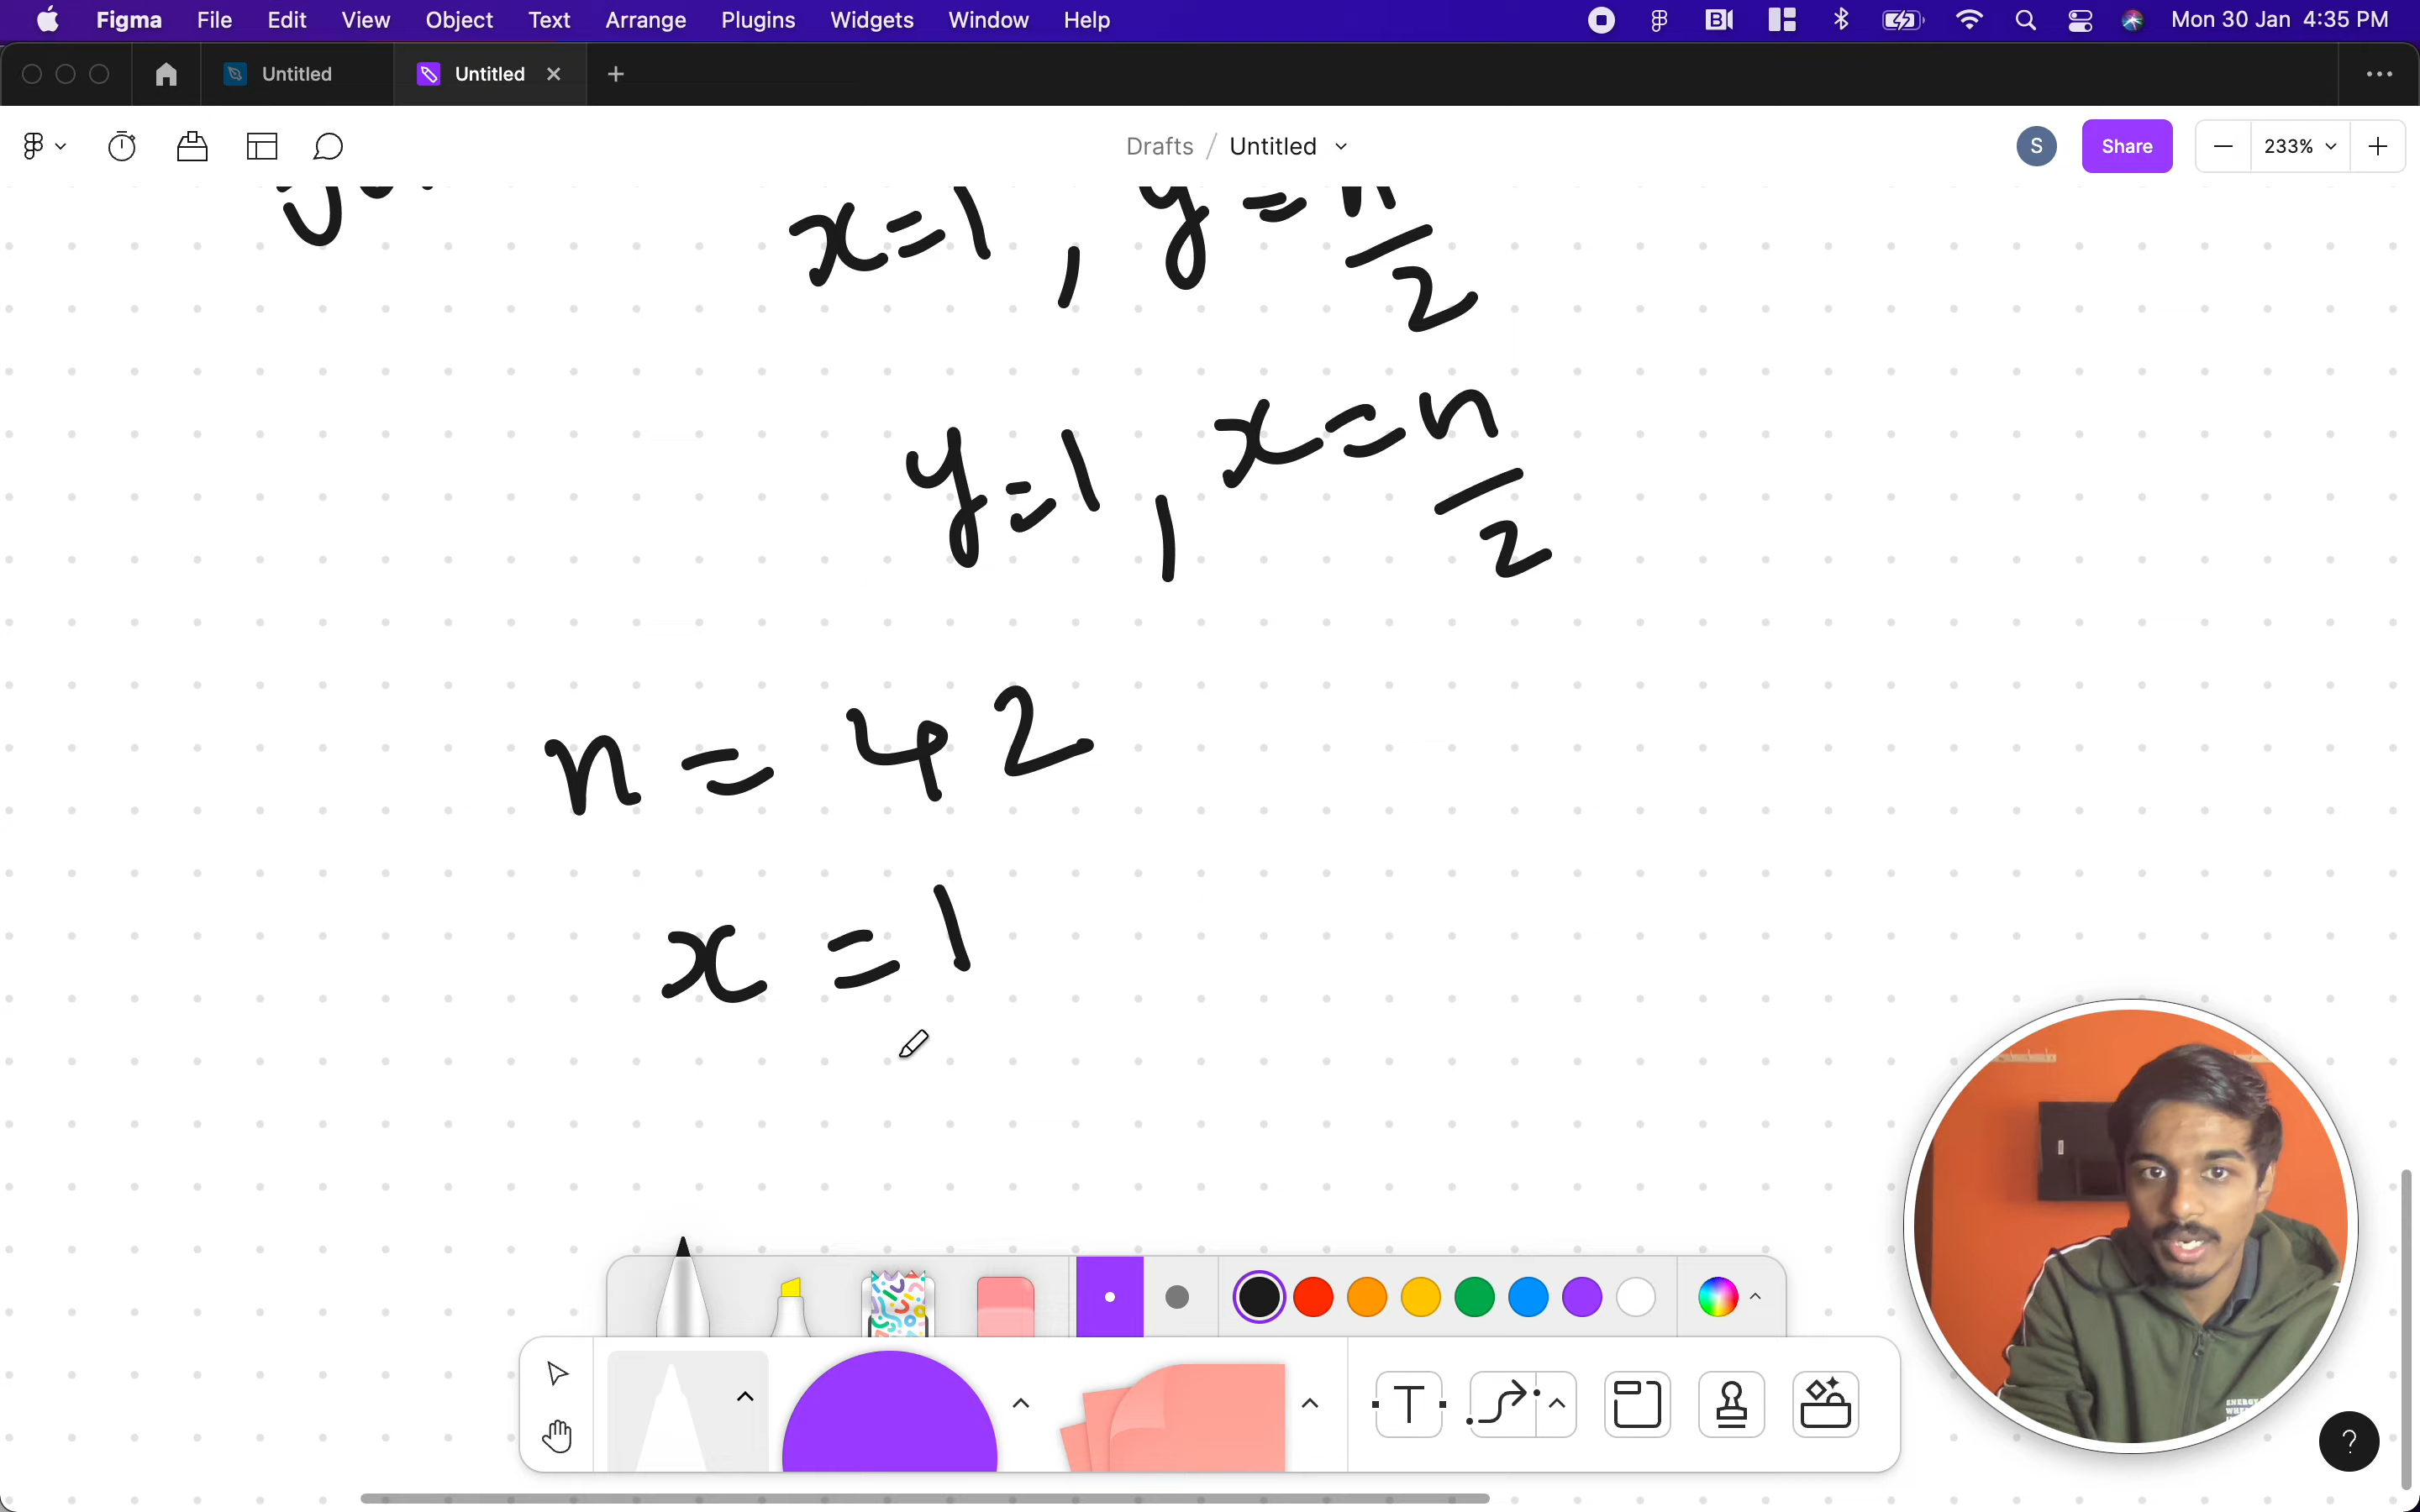 Figma File Edit View Object Text Arrange Plugins Widgets Window Help Mon 30 Jan 4:35 PM
Untitled Untitled
Drafts / Untitled S Share 233%
x=1, y=n/2
y=1, x=n/2
n = 42
x = 1
T
?